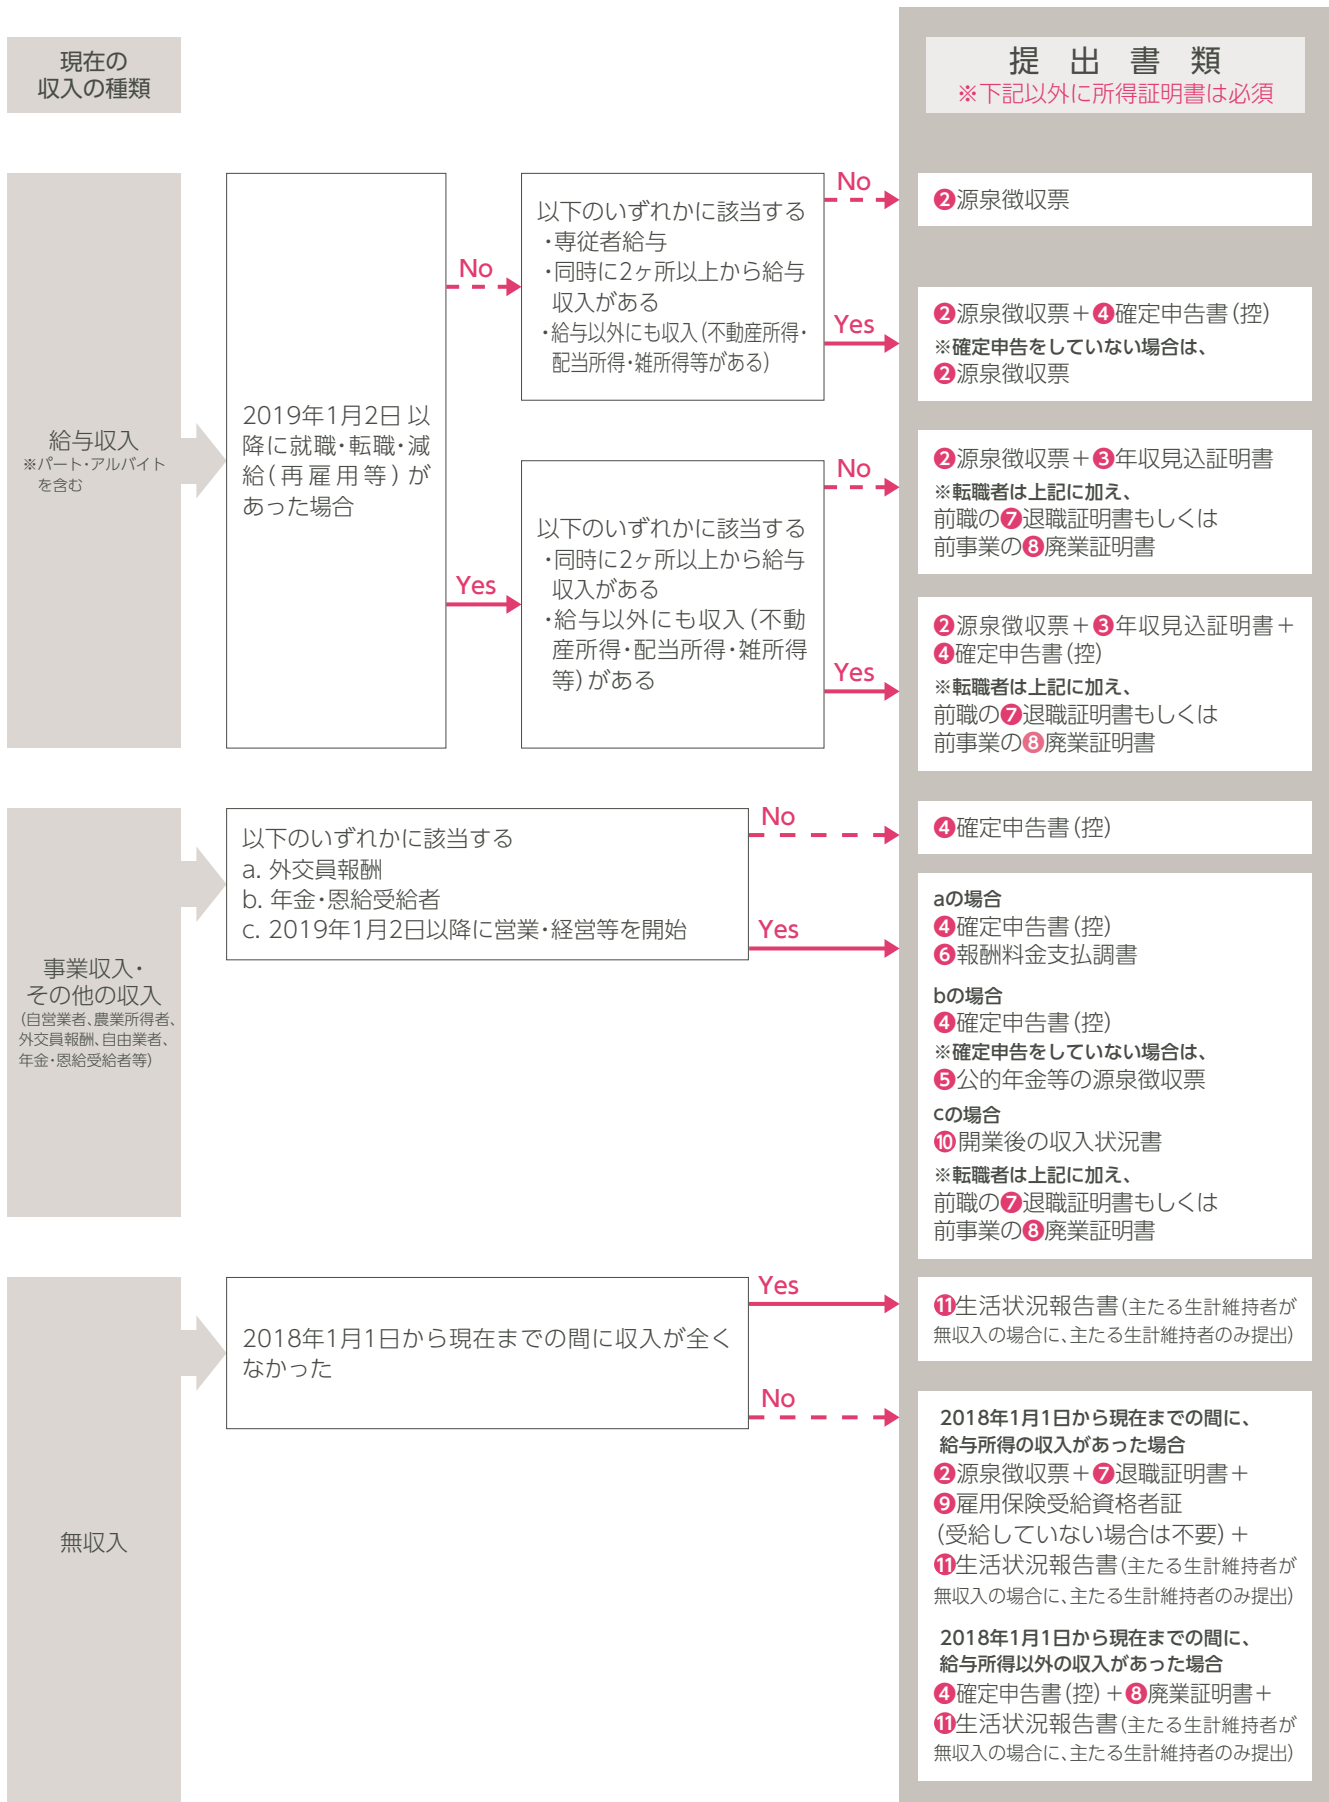 現在の
収入の種類
提出書類
※下記以外に所得証明書は必須
給与収入
※パート・アルバイト
を含む
2019年1月2日以
降に就職・転職・減
給(再雇用等)が
あった場合
No
以下のいずれかに該当する
・専従者給与
・同時に2ヶ所以上から給与
収入がある
・給与以外にも収入(不動産所得・
配当所得・雑所得等がある)
No
❷源泉徴収票
Yes
❷源泉徴収票+❹確定申告書(控)
※確定申告をしていない場合は、
❷源泉徴収票
Yes
以下のいずれかに該当する
・同時に2ヶ所以上から給与
収入がある
・給与以外にも収入(不動
産所得・配当所得・雑所得
等)がある
No
❷源泉徴収票+❸年収見込証明書
※転職者は上記に加え、
前職の❼退職証明書もしくは
前事業の❽廃業証明書
Yes
❷源泉徴収票+❸年収見込証明書+
❹確定申告書(控)
※転職者は上記に加え、
前職の❼退職証明書もしくは
前事業の❽廃業証明書
事業収入・
その他の収入
(自営業者、農業所得者、
外交員報酬、自由業者、
年金・恩給受給者等)
以下のいずれかに該当する
a. 外交員報酬
b. 年金・恩給受給者
c. 2019年1月2日以降に営業・経営等を開始
No
❹確定申告書(控)
Yes
aの場合
❹確定申告書(控)
❻報酬料金支払調書
bの場合
❹確定申告書(控)
※確定申告をしていない場合は、
❺公的年金等の源泉徴収票
cの場合
❿開業後の収入状況書
※転職者は上記に加え、
前職の❼退職証明書もしくは
前事業の❽廃業証明書
無収入
2018年1月1日から現在までの間に収入が全く
なかった
Yes
⓫生活状況報告書(主たる生計維持者が
無収入の場合に、主たる生計維持者のみ提出)
No
2018年1月1日から現在までの間に、
給与所得の収入があった場合
❷源泉徴収票+❼退職証明書+
❾雇用保険受給資格者証
(受給していない場合は不要)+
⓫生活状況報告書(主たる生計維持者が
無収入の場合に、主たる生計維持者のみ提出)
2018年1月1日から現在までの間に、
給与所得以外の収入があった場合
❹確定申告書(控)+❽廃業証明書+
⓫生活状況報告書(主たる生計維持者が
無収入の場合に、主たる生計維持者のみ提出)